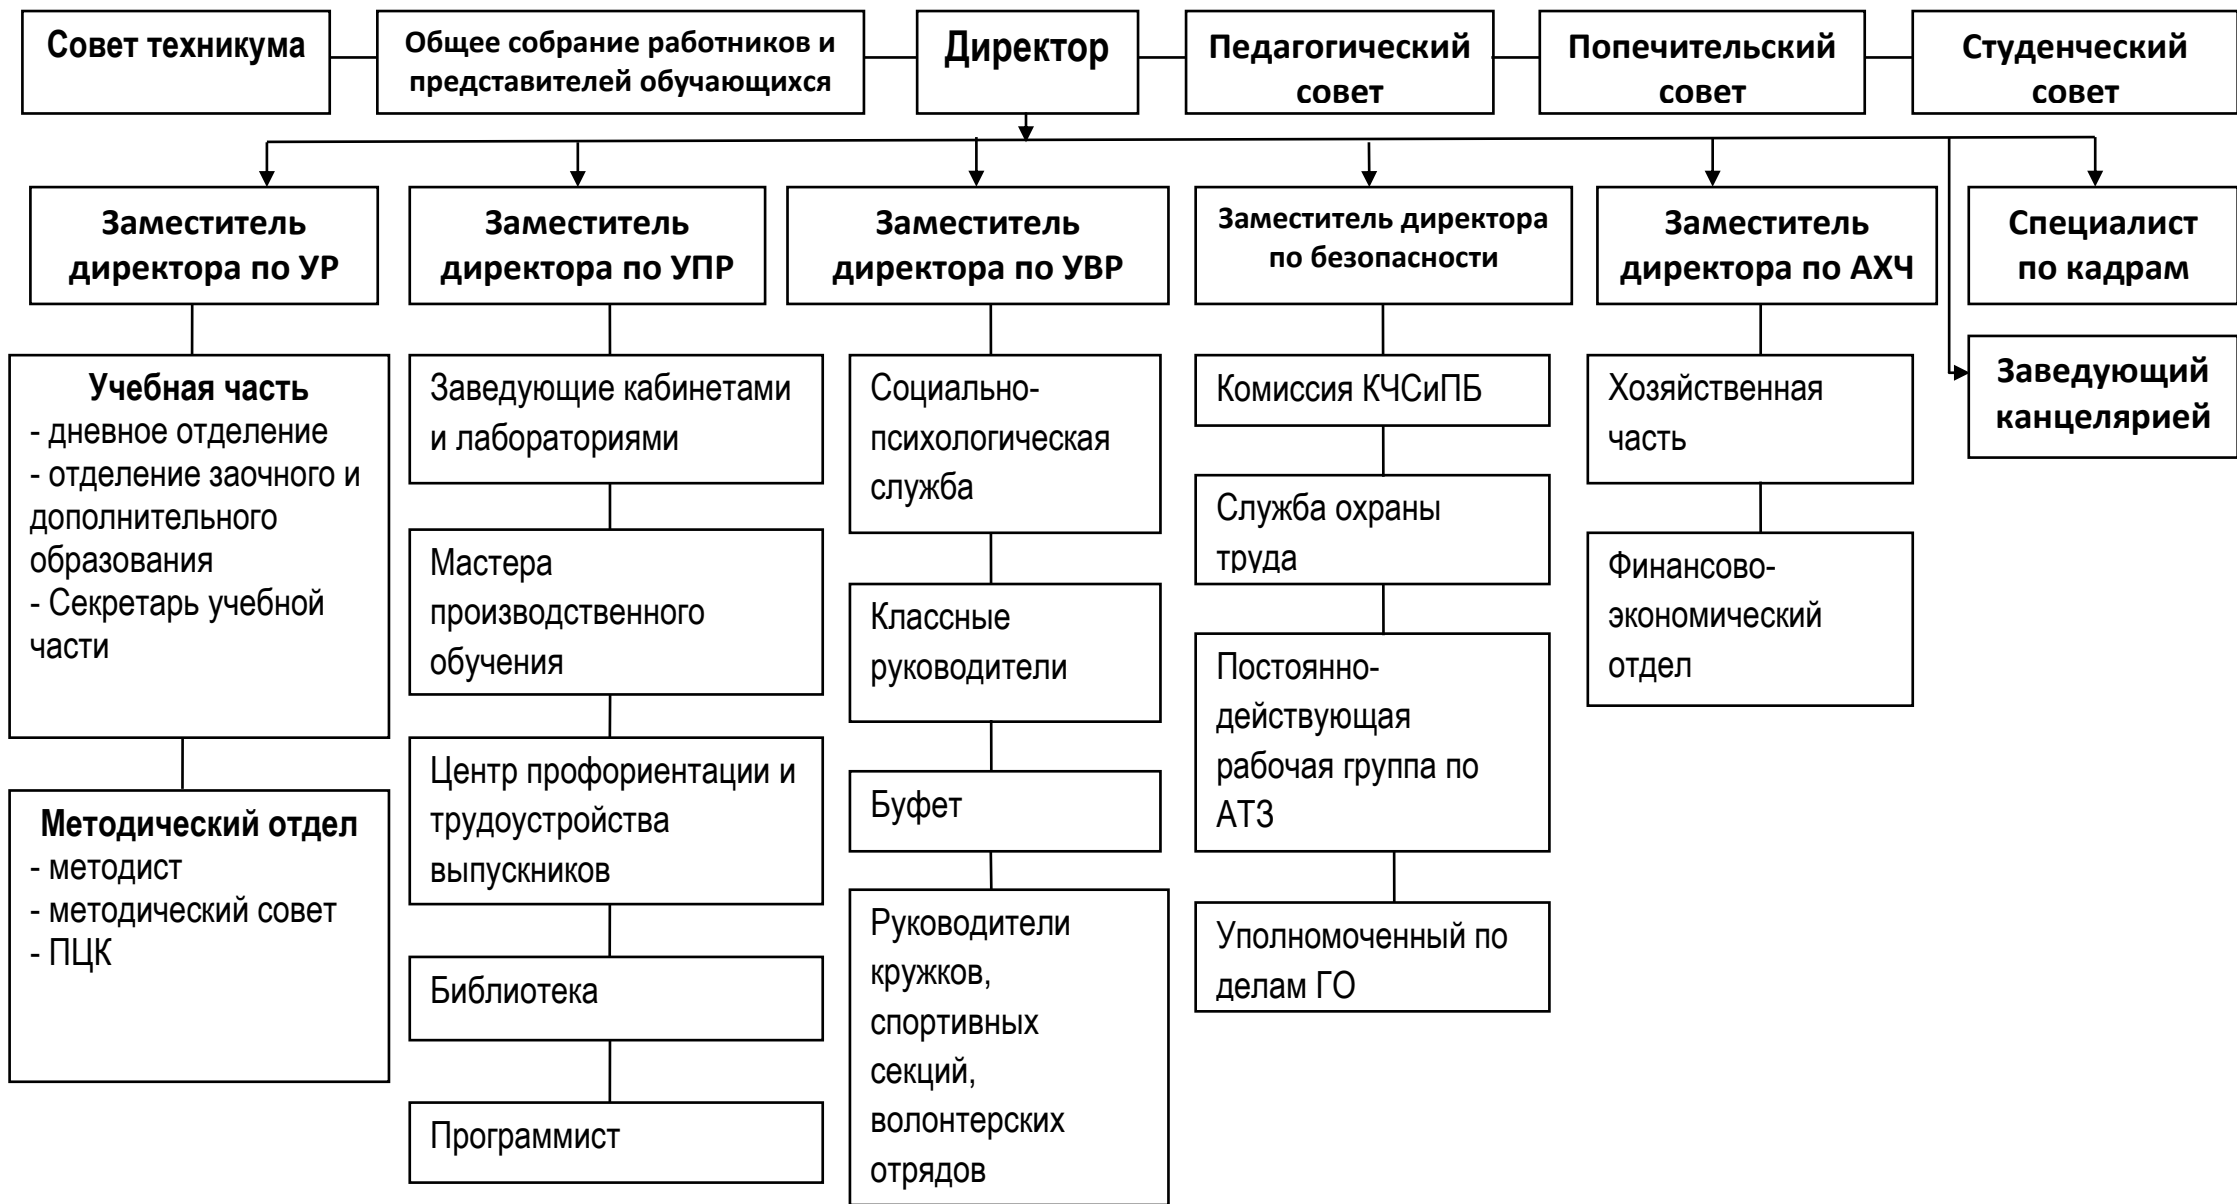 Совет техникума
Общее собрание работников и
представителей обучающихся
Директор
Педагогический
совет
Попечительский
совет
Студенческий
совет
Заместитель
директора по УР
Заместитель
директора по УПР
Заместитель
директора по УВР
Заместитель директора
по безопасности
Заместитель
директора по АХЧ
Специалист
по кадрам
Заведующий
канцелярией
Учебная часть
- дневное отделение
- отделение заочного и
дополнительного
образования
- Секретарь учебной
части
Методический отдел
- методист
- методический совет
- ПЦК
Заведующие кабинетами
и лабораториями
Мастера
производственного
обучения
Центр профориентации и
трудоустройства
выпускников
Библиотека
Программист
Социально-
психологическая
служба
Классные
руководители
Буфет
Руководители
кружков,
спортивных
секций,
волонтерских
отрядов
Комиссия КЧСиПБ
Служба охраны
труда
Постоянно-
действующая
рабочая группа по
АТЗ
Уполномоченный по
делам ГО
Хозяйственная
часть
Финансово-
экономический
отдел